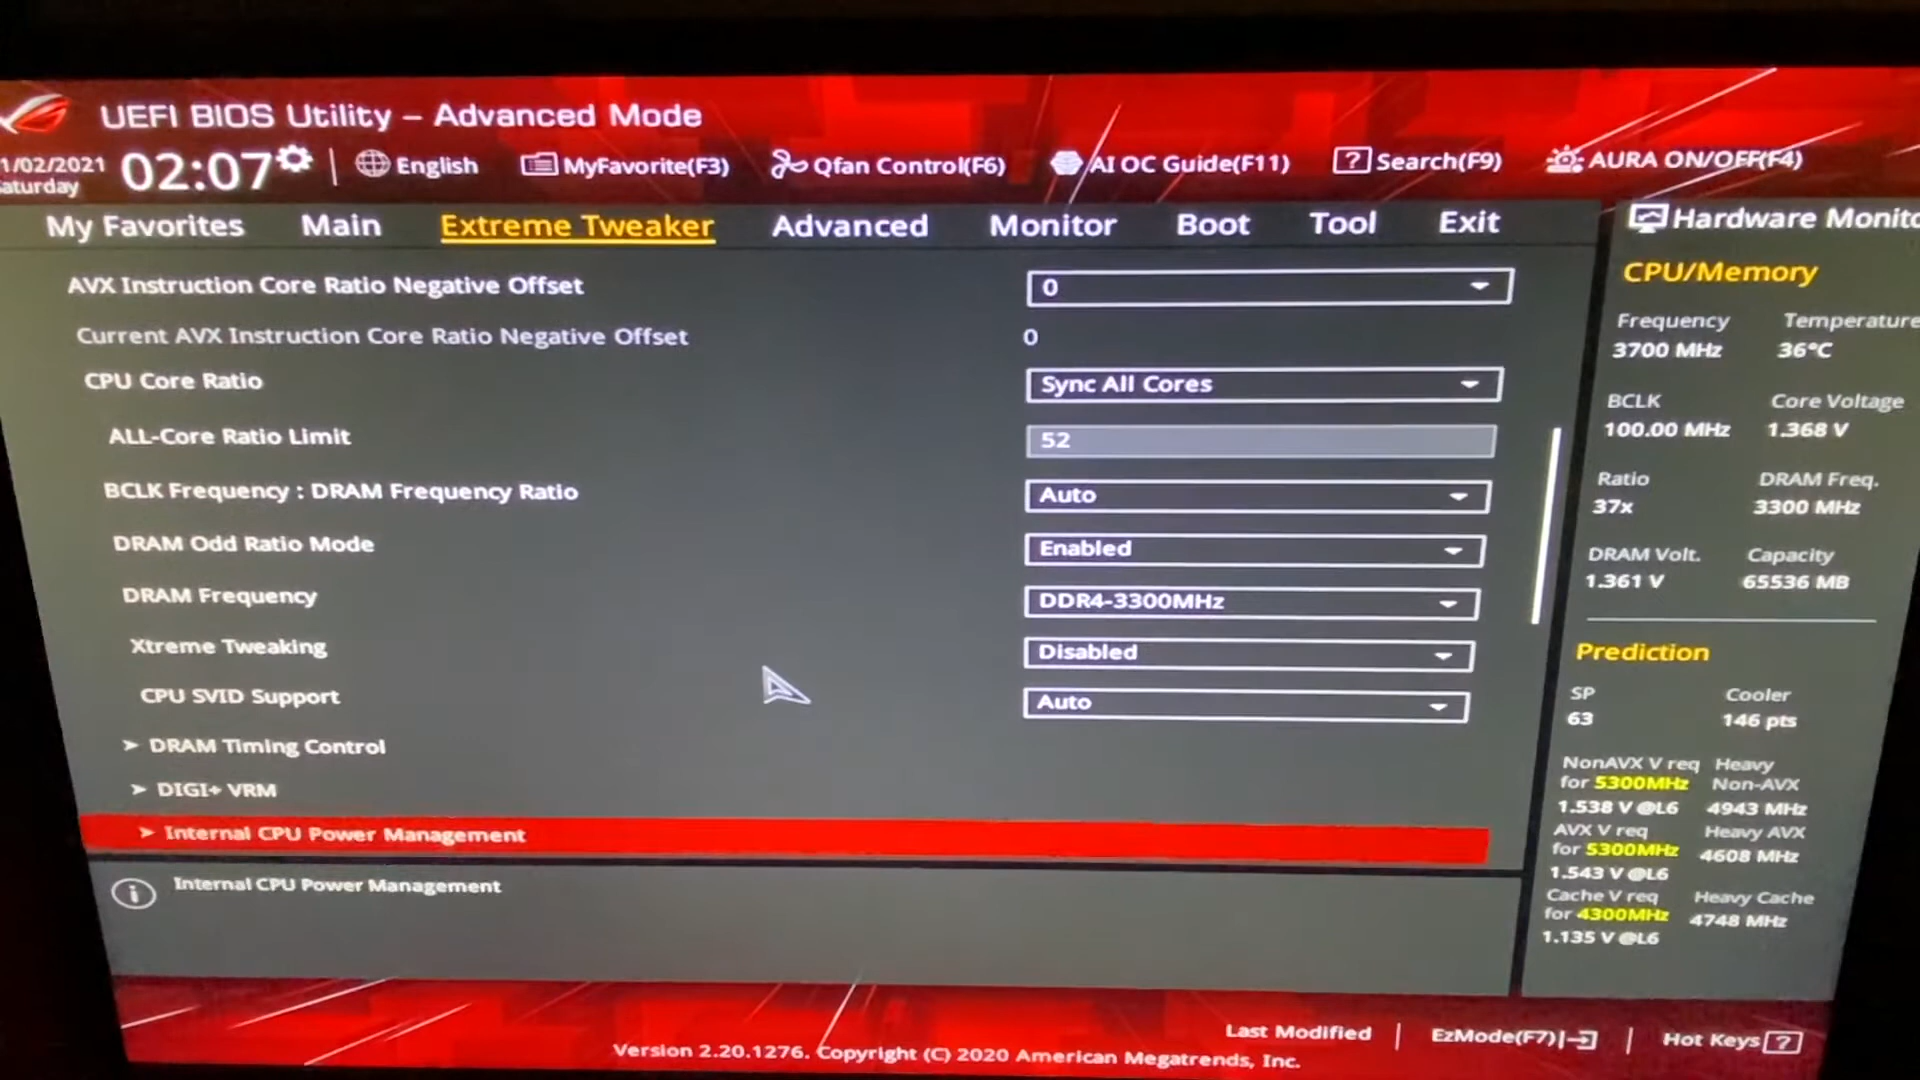 UEFI BIOS Utility – Advanced Mode
1/02/2021
aturday
02:07
English
MyFavorite(F3)
Qfan Control(F6)
AI OC Guide(F11)
Search(F9)
AURA ON/OFF(F4)
My Favorites
Main
Extreme Tweaker
Advanced
Monitor
Boot
Tool
Exit
AVX Instruction Core Ratio Negative Offset
0
Current AVX Instruction Core Ratio Negative Offset
0
CPU Core Ratio
Sync All Cores
ALL-Core Ratio Limit
52
BCLK Frequency : DRAM Frequency Ratio
Auto
DRAM Odd Ratio Mode
Enabled
DRAM Frequency
DDR4-3300MHz
Xtreme Tweaking
Disabled
CPU SVID Support
Auto
DRAM Timing Control
DIGI+ VRM
Internal CPU Power Management
Internal CPU Power Management
Hardware Monito
CPU/Memory
Frequency
Temperature
3700 MHz
36°C
BCLK
Core Voltage
100.00 MHz
1.368 V
Ratio
DRAM Freq.
37x
3300 MHz
DRAM Volt.
Capacity
1.361 V
65536 MB
Prediction
SP
Cooler
63
146 pts
NonAVX V req
Heavy
for 5300MHz
Non-AVX
1.538 V @L6
4943 MHz
AVX V req
Heavy AVX
for 5300MHz
4608 MHz
1.543 V @L6
Cache V req
Heavy Cache
for 4300MHz
4748 MHz
1.135 V @L6
Last Modified
EzMode(F7)
Hot Keys ?
Version 2.20.1276. Copyright (C) 2020 American Megatrends, Inc.